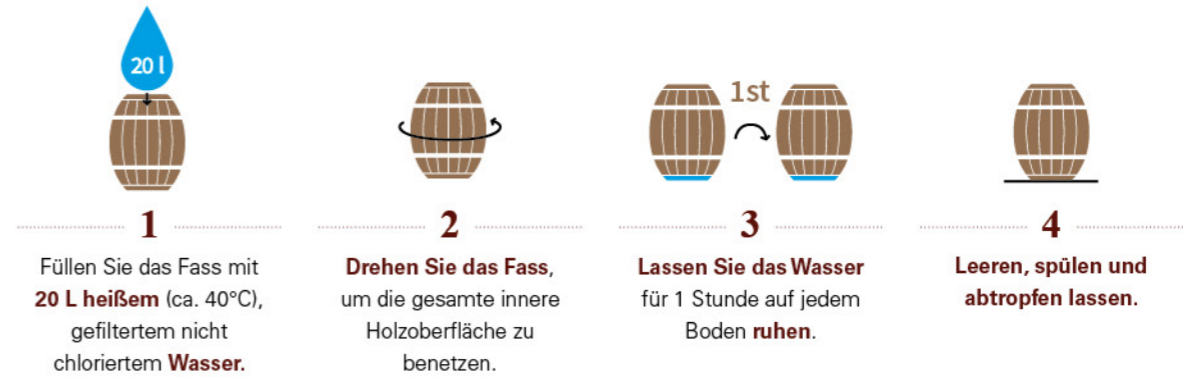 20 l
1
Füllen Sie das Fass mit
20 L heißem (ca. 40°C),
gefiltertem nicht
chloriertem Wasser.
2
Drehen Sie das Fass,
um die gesamte innere
Holzoberfläche zu
benetzen.
1st
3
Lassen Sie das Wasser
für 1 Stunde auf jedem
Boden ruhen.
4
Leeren, spülen und
abtropfen lassen.